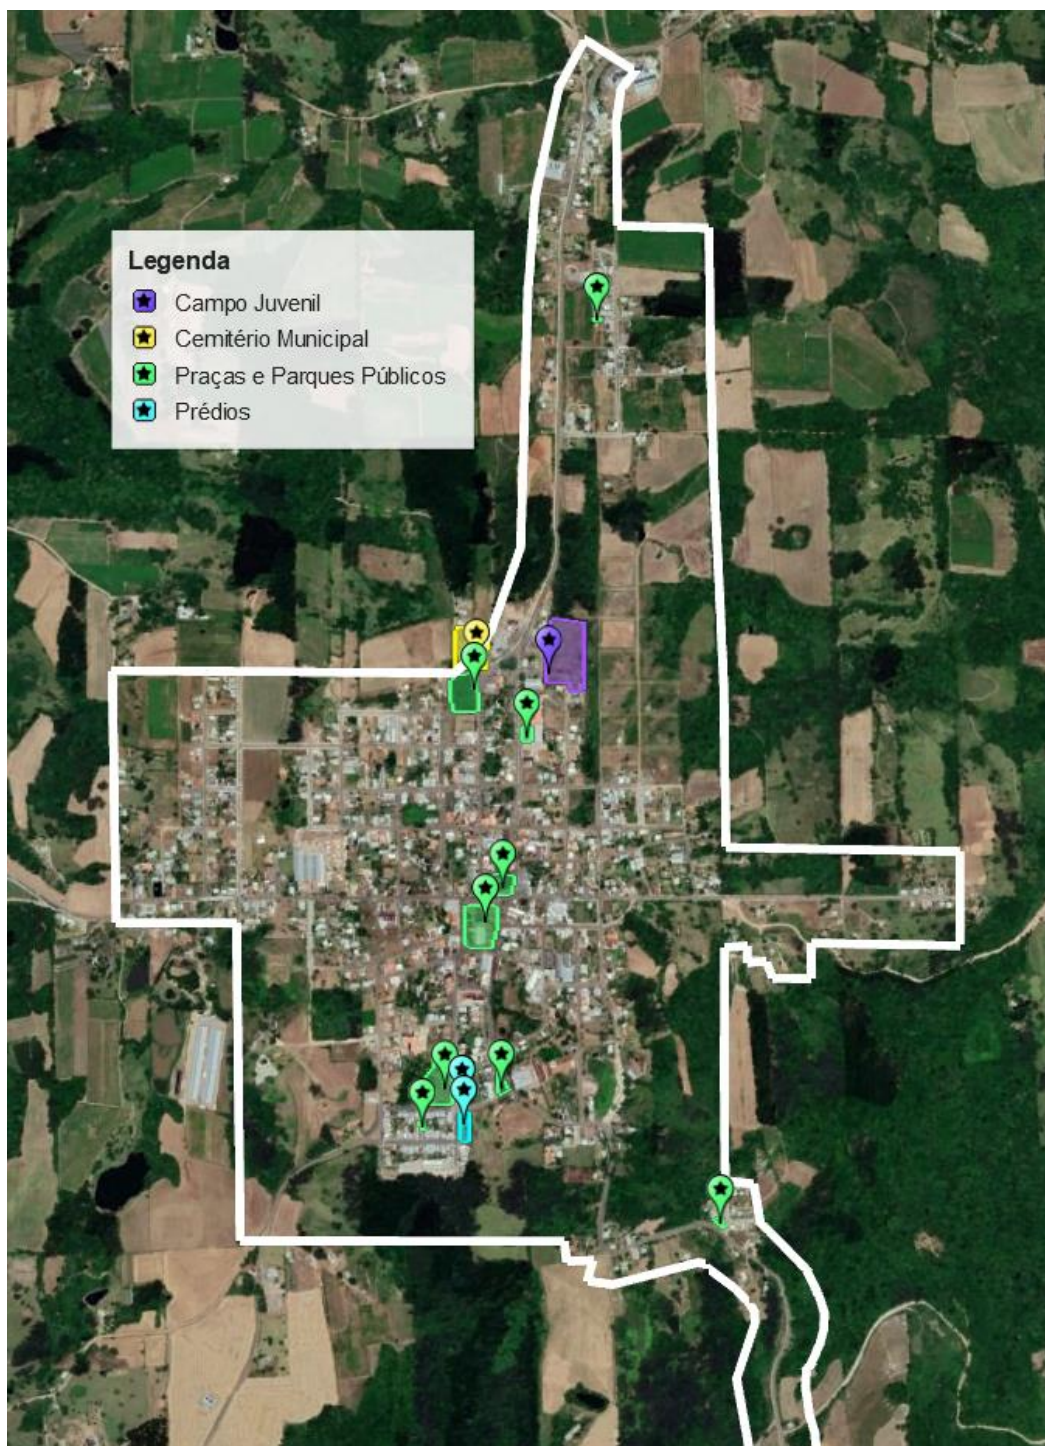 Legenda
Campo Juvenil
Cemitério Municipal
Praças e Parques Públicos
Prédios